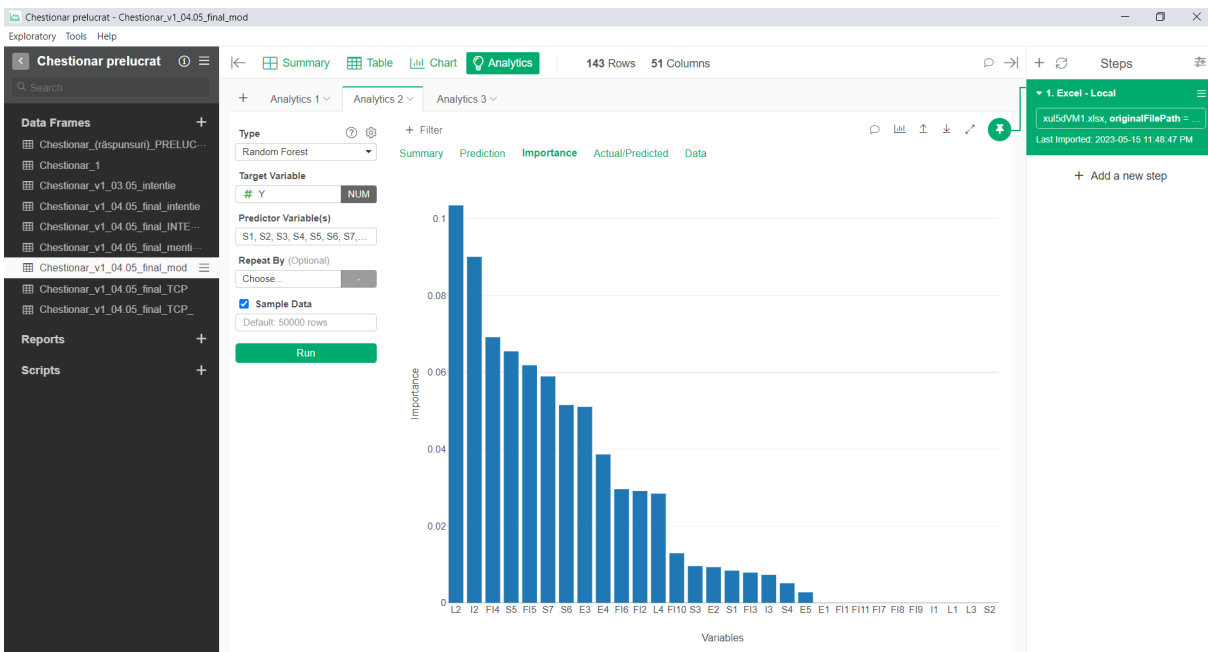 Chestionar prelucrat - Chestionar_v1_04.05_final_mod
Exploratory Tools Help
Chestionar prelucrat
Search
Data Frames +
Chestionar_(răspunsuri)_PRELUC···
Chestionar_1
Chestionar_v1_03.05_intentie
Chestionar_v1_04.05_final_intentie
Chestionar_v1_04.05_final_INTE···
Chestionar_v1_04.05_final_menti···
Chestionar_v1_04.05_final_mod
Chestionar_v1_04.05_final_TCP
Chestionar_v1_04.05_final_TCP_
Reports +
Scripts +
Summary Table Chart Analytics 143 Rows 51 Columns
+ Analytics 1 Analytics 2 Analytics 3
Type
Random Forest
Target Variable
# Y NUM
Predictor Variable(s)
S1, S2, S3, S4, S5, S6, S7,...
Repeat By (Optional)
Choose... -
Sample Data
Default: 50000 rows
Run
+ Filter
Summary Prediction Importance Actual/Predicted Data
0.1
0.08
0.06
0.04
0.02
0
Importance
L2 I2 FI4 S5 FI5 S7 S6 E3 E4 FI6 FI2 L4 FI10 S3 E2 S1 FI3 I3 S4 E5 E1 FI1 FI11 FI7 FI8 FI9 I1 L1 L3 S2
Variables
+ Steps
1. Excel - Local
xul5dVM1.xlsx, originalFilePath = ...
Last Imported: 2023-05-15 11:48:47 PM
+ Add a new step